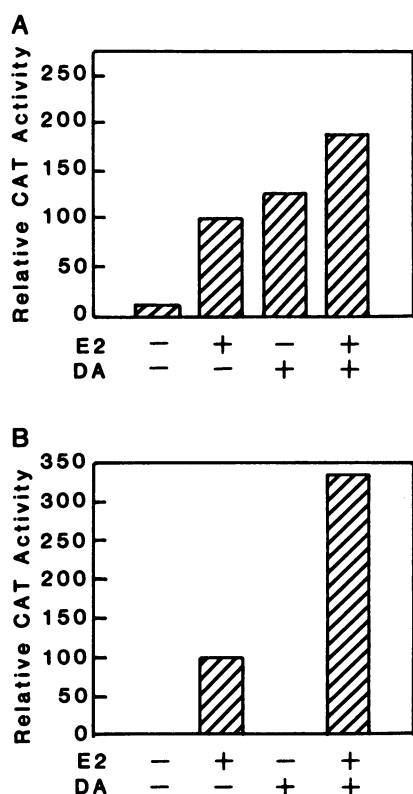 A
Relative CAT Activity
250
200
150
100
50
0
E2 − + − +
DA − − + +
B
Relative CAT Activity
350
300
250
200
150
100
50
0
E2 − + − +
DA − − + +